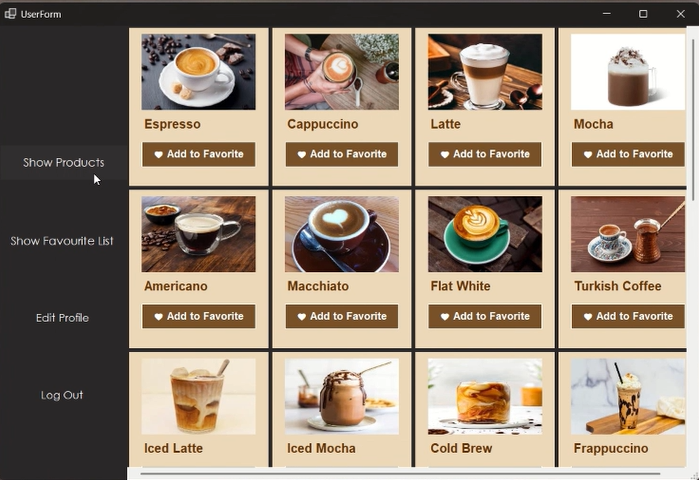 UserForm
Show Products
Show Favourite List
Edit Profile
Log Out
Espresso
Cappuccino
Latte
Mocha
Add to Favorite
Add to Favorite
Add to Favorite
Add to Favorite
Americano
Macchiato
Flat White
Turkish Coffee
Add to Favorite
Add to Favorite
Add to Favorite
Add to Favorite
Iced Latte
Iced Mocha
Cold Brew
Frappuccino